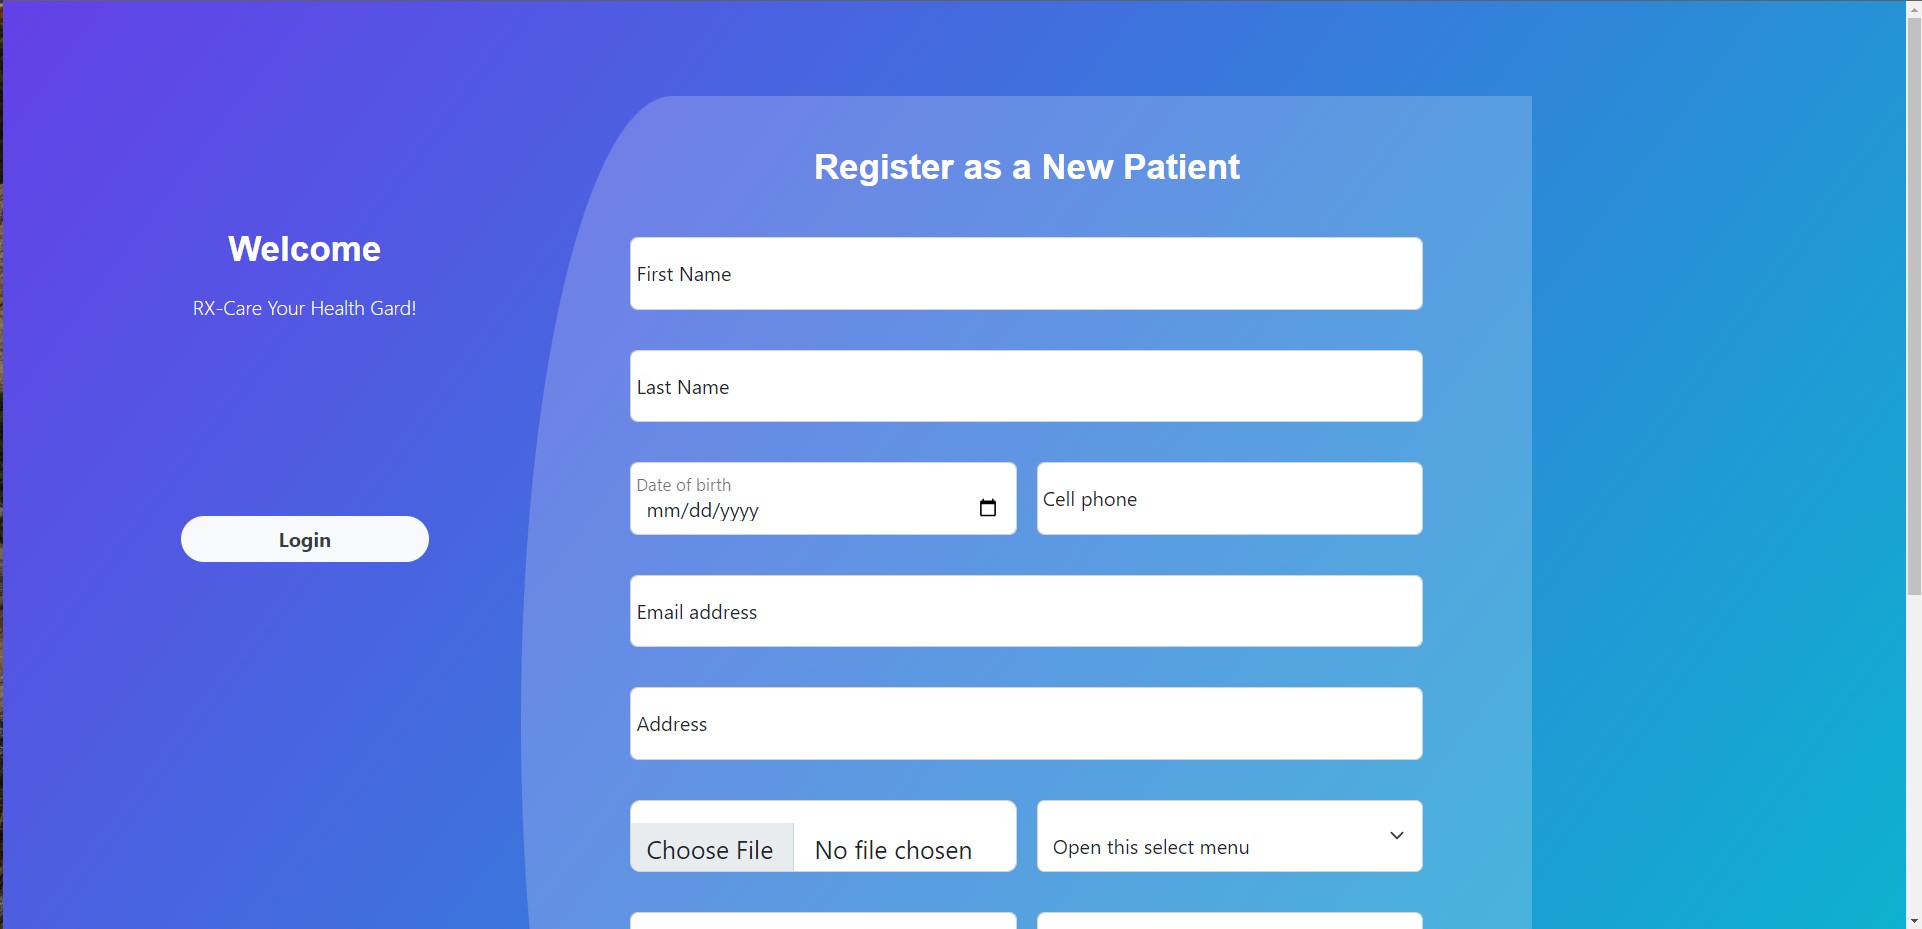 Welcome
RX-Care Your Health Gard!
Login
Register as a New Patient
First Name
Last Name
Date of birth
mm/dd/yyyy
Cell phone
Email address
Address
Choose File No file chosen
Open this select menu